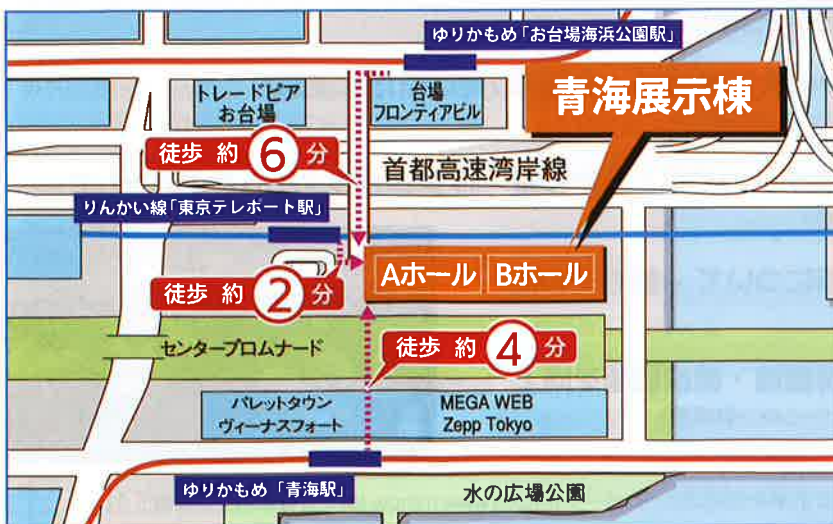 ゆりかもめ「お台場海浜公園駅」
トレードピア
お台場
台場
フロンティアビル
青海展示棟
徒歩 約 6 分
首都高速湾岸線
りんかい線「東京テレポート駅」
Aホール
Bホール
徒歩 約 2 分
センタープロムナード
徒歩 約 4 分
パレットタウン
ヴィーナスフォート
MEGA WEB
Zepp Tokyo
ゆりかもめ「青海駅」
水の広場公園